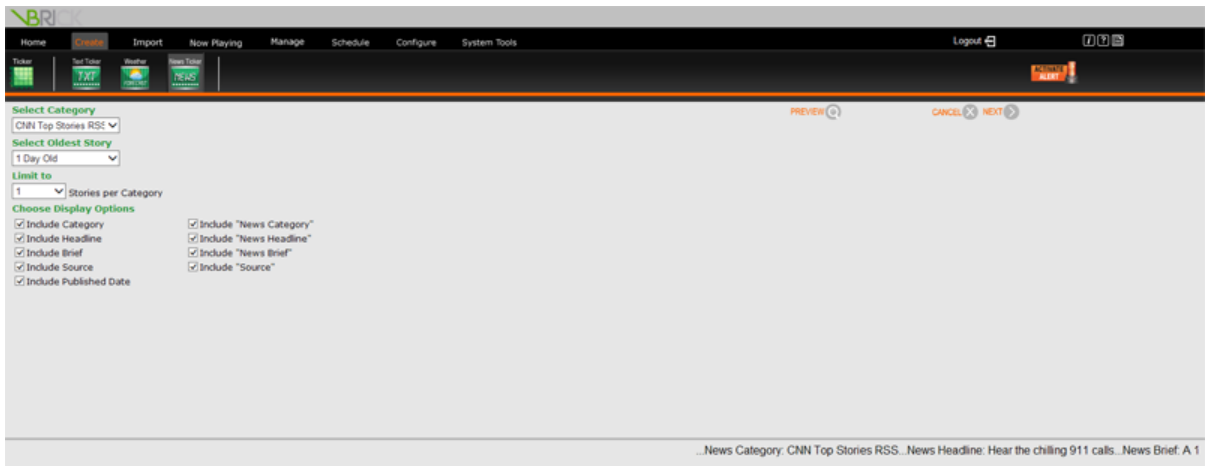 VBRICK
Home Create Import Now Playing Manage Schedule Configure System Tools Logout
Ticker Text Ticker Weather News Ticker
TXT FORECAST NEWS
ACTIVATE ALERT
Select Category PREVIEW CANCEL NEXT
CNN Top Stories RSS
Select Oldest Story
1 Day Old
Limit to
1 Stories per Category
Choose Display Options
Include Category Include "News Category"
Include Headline Include "News Headline"
Include Brief Include "News Brief"
Include Source Include "Source"
Include Published Date
...News Category: CNN Top Stories RSS...News Headline: Hear the chilling 911 calls...News Brief: A 1